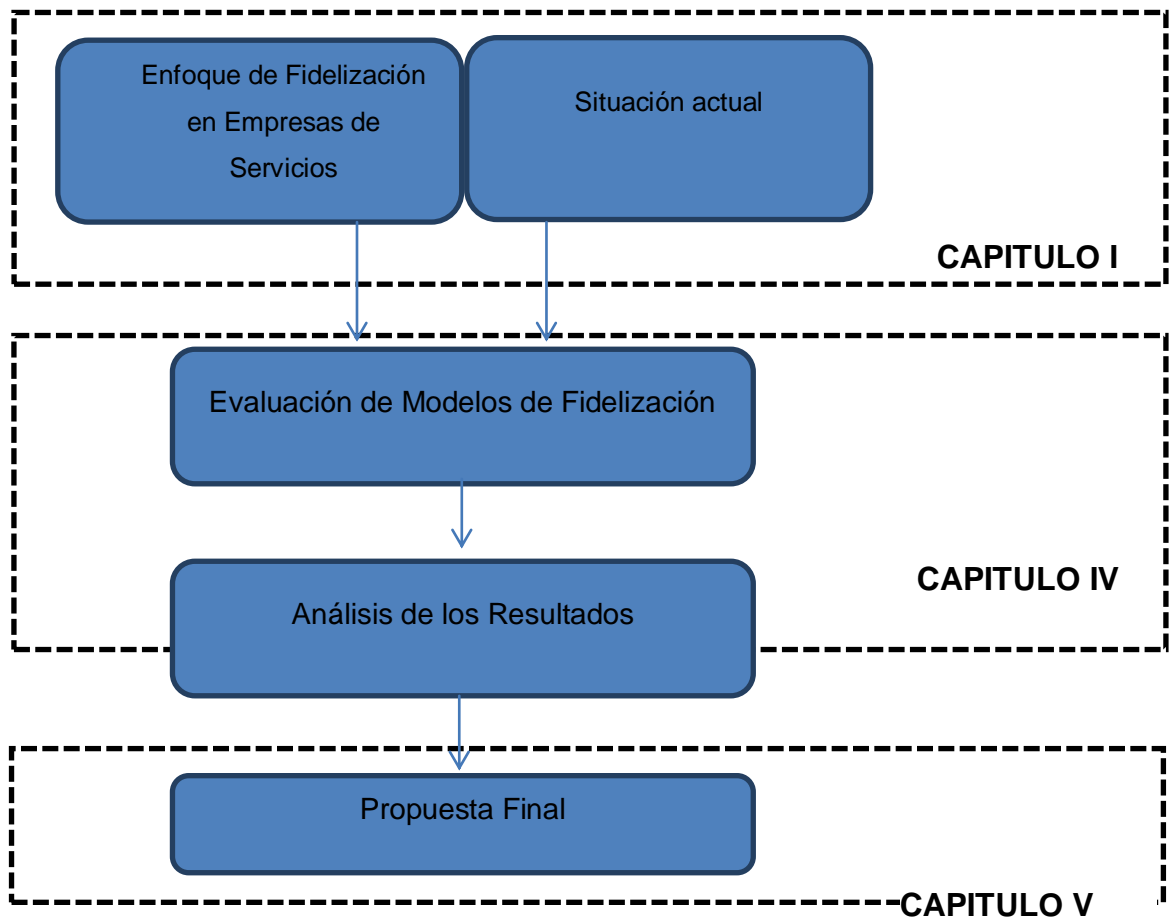 Enfoque de Fidelización
en Empresas de
Servicios
Situación actual
CAPITULO I
Evaluación de Modelos de Fidelización
CAPITULO IV
Análisis de los Resultados
Propuesta Final
CAPITULO V